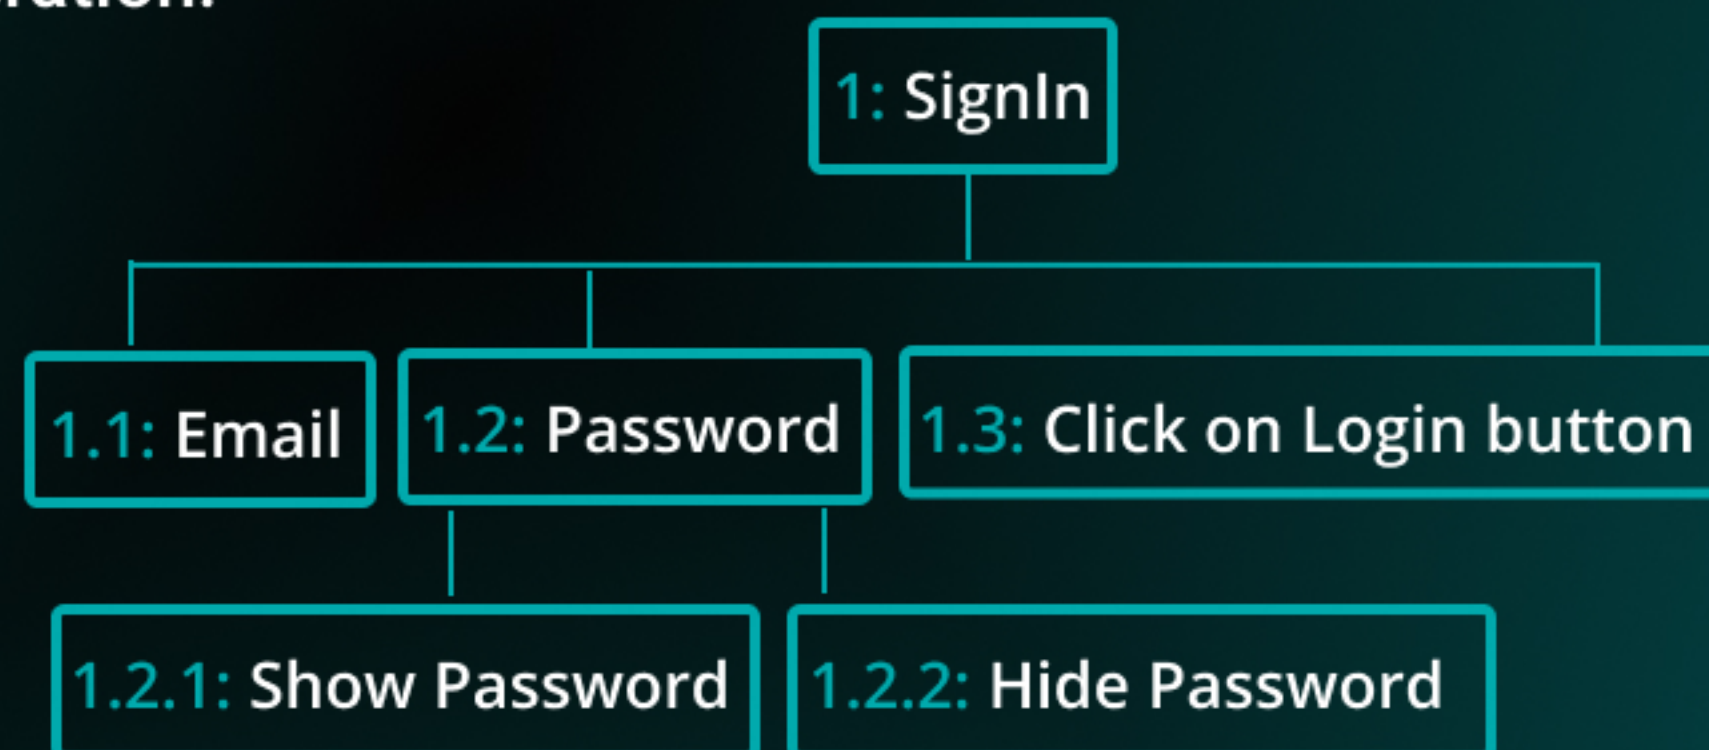 1: SignIn
1.1: Email
1.2: Password
1.3: Click on Login button
1.2.1: Show Password
1.2.2: Hide Password